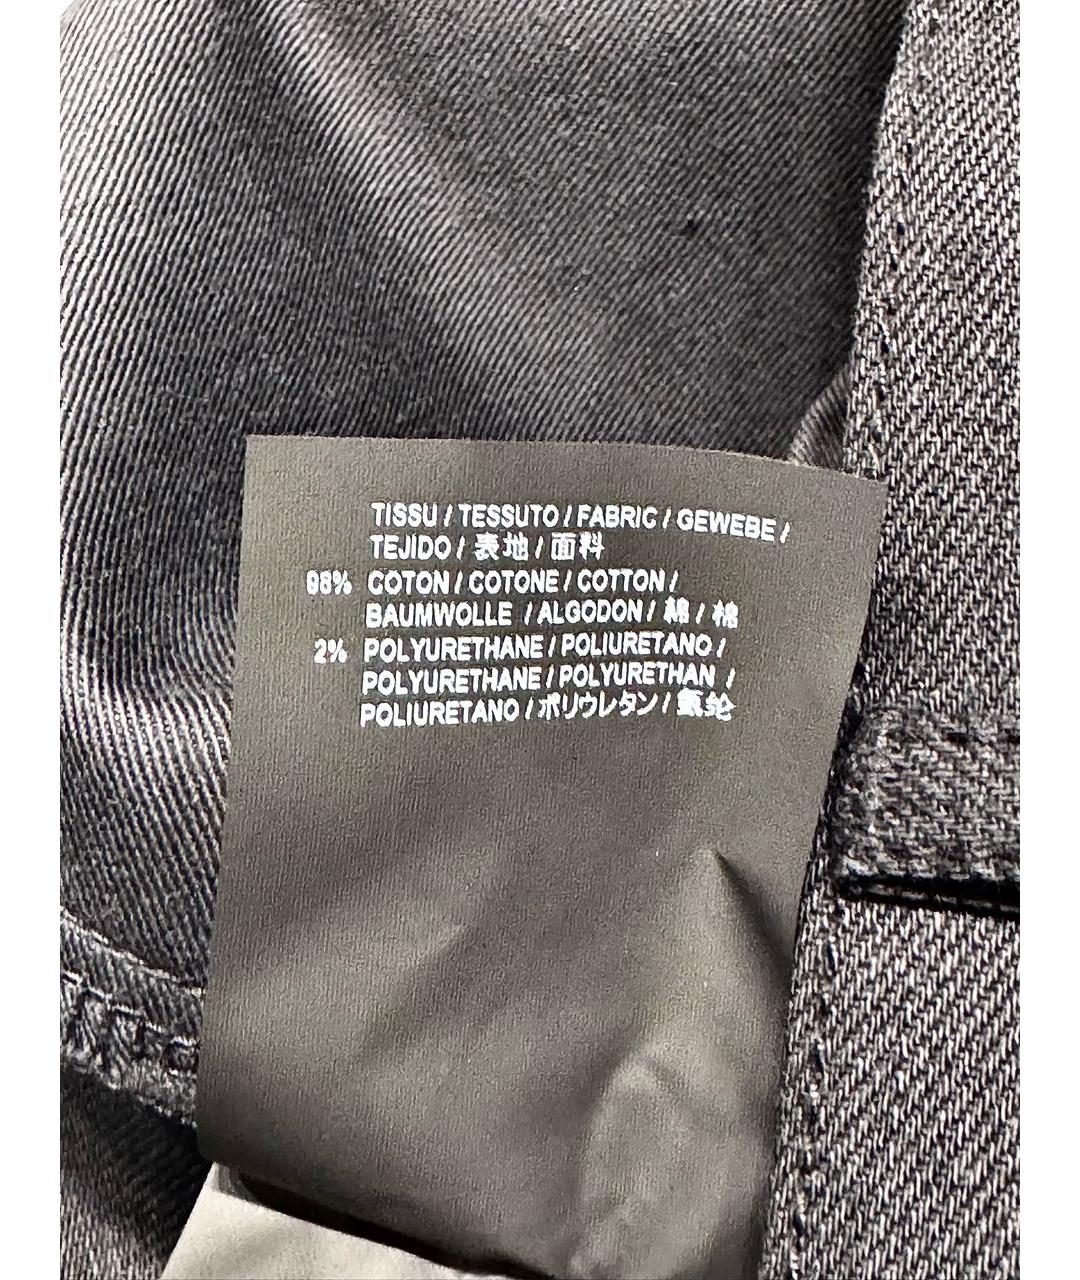 TISSU / TESSUTO / FABRIC / GEWEBE /
TEJIDO / 表地 / 面料
98% COTON / COTONE / COTTON /
BAUMWOLLE / ALGODON / 綿 / 棉
2% POLYURETHANE / POLIURETANO /
POLYURETHANE / POLYURETHAN /
POLIURETANO / ポリウレタン / 氨纶